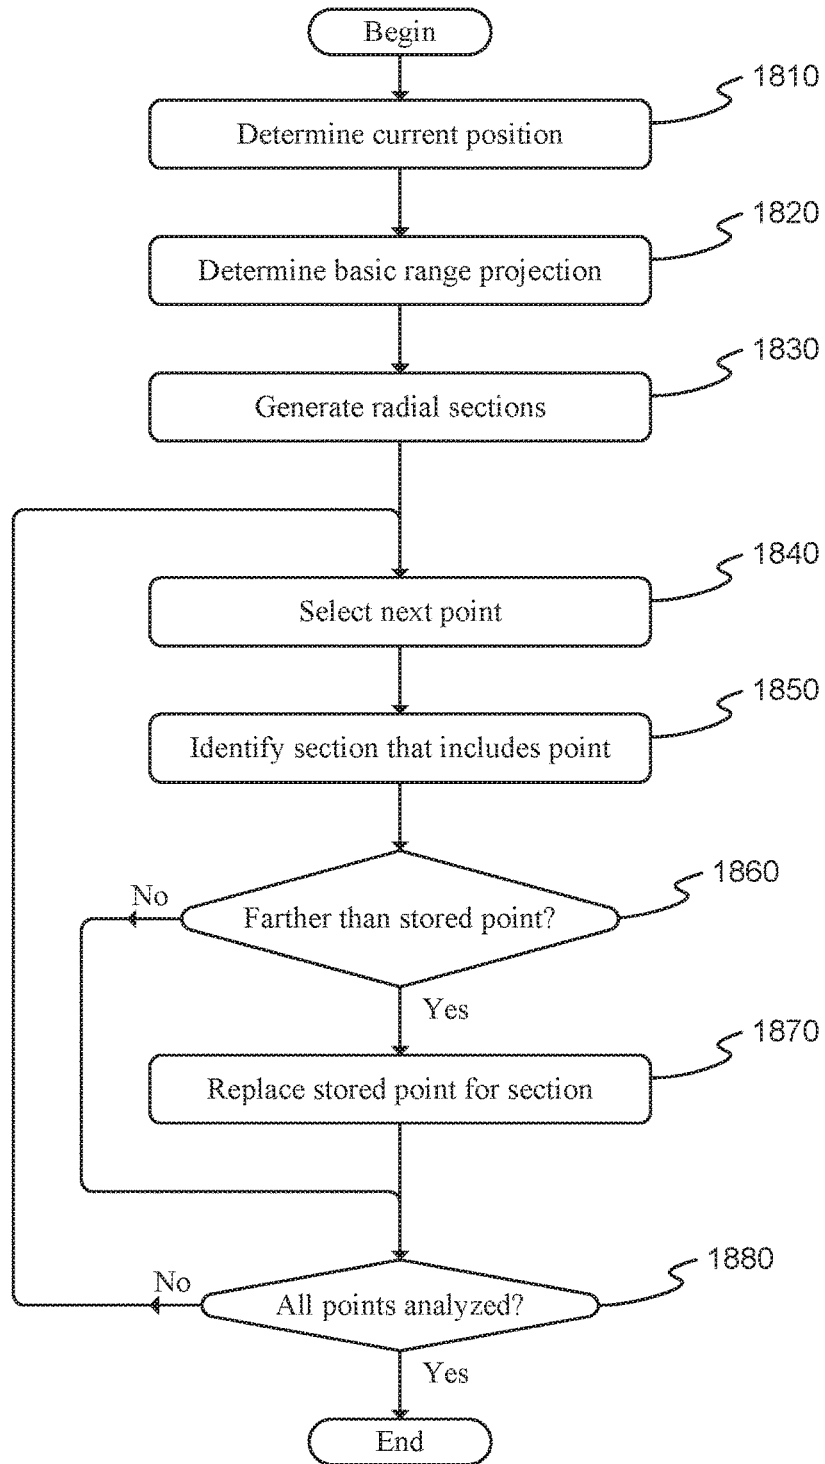 Begin
1810
Determine current position
1820
Determine basic range projection
1830
Generate radial sections
1840
Select next point
1850
Identify section that includes point
1860
No
Farther than stored point?
Yes
1870
Replace stored point for section
1880
No
All points analyzed?
Yes
End